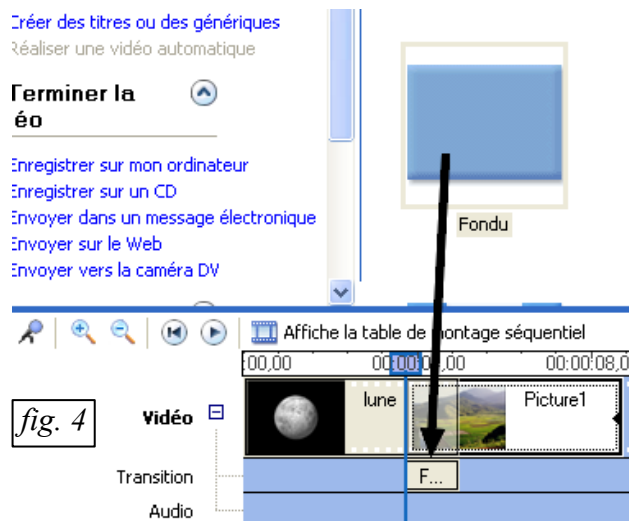 Créer des titres ou des génériques
Réaliser une vidéo automatique
Terminer la
éo
Enregistrer sur mon ordinateur
Enregistrer sur un CD
Envoyer dans un message électronique
Envoyer sur le Web
Envoyer vers la caméra DV
Fondu
Affiche la table de montage séquentiel
:00,00
00:00:08,0
fig. 4
Vidéo
lune
Picture1
Transition
F...
Audio